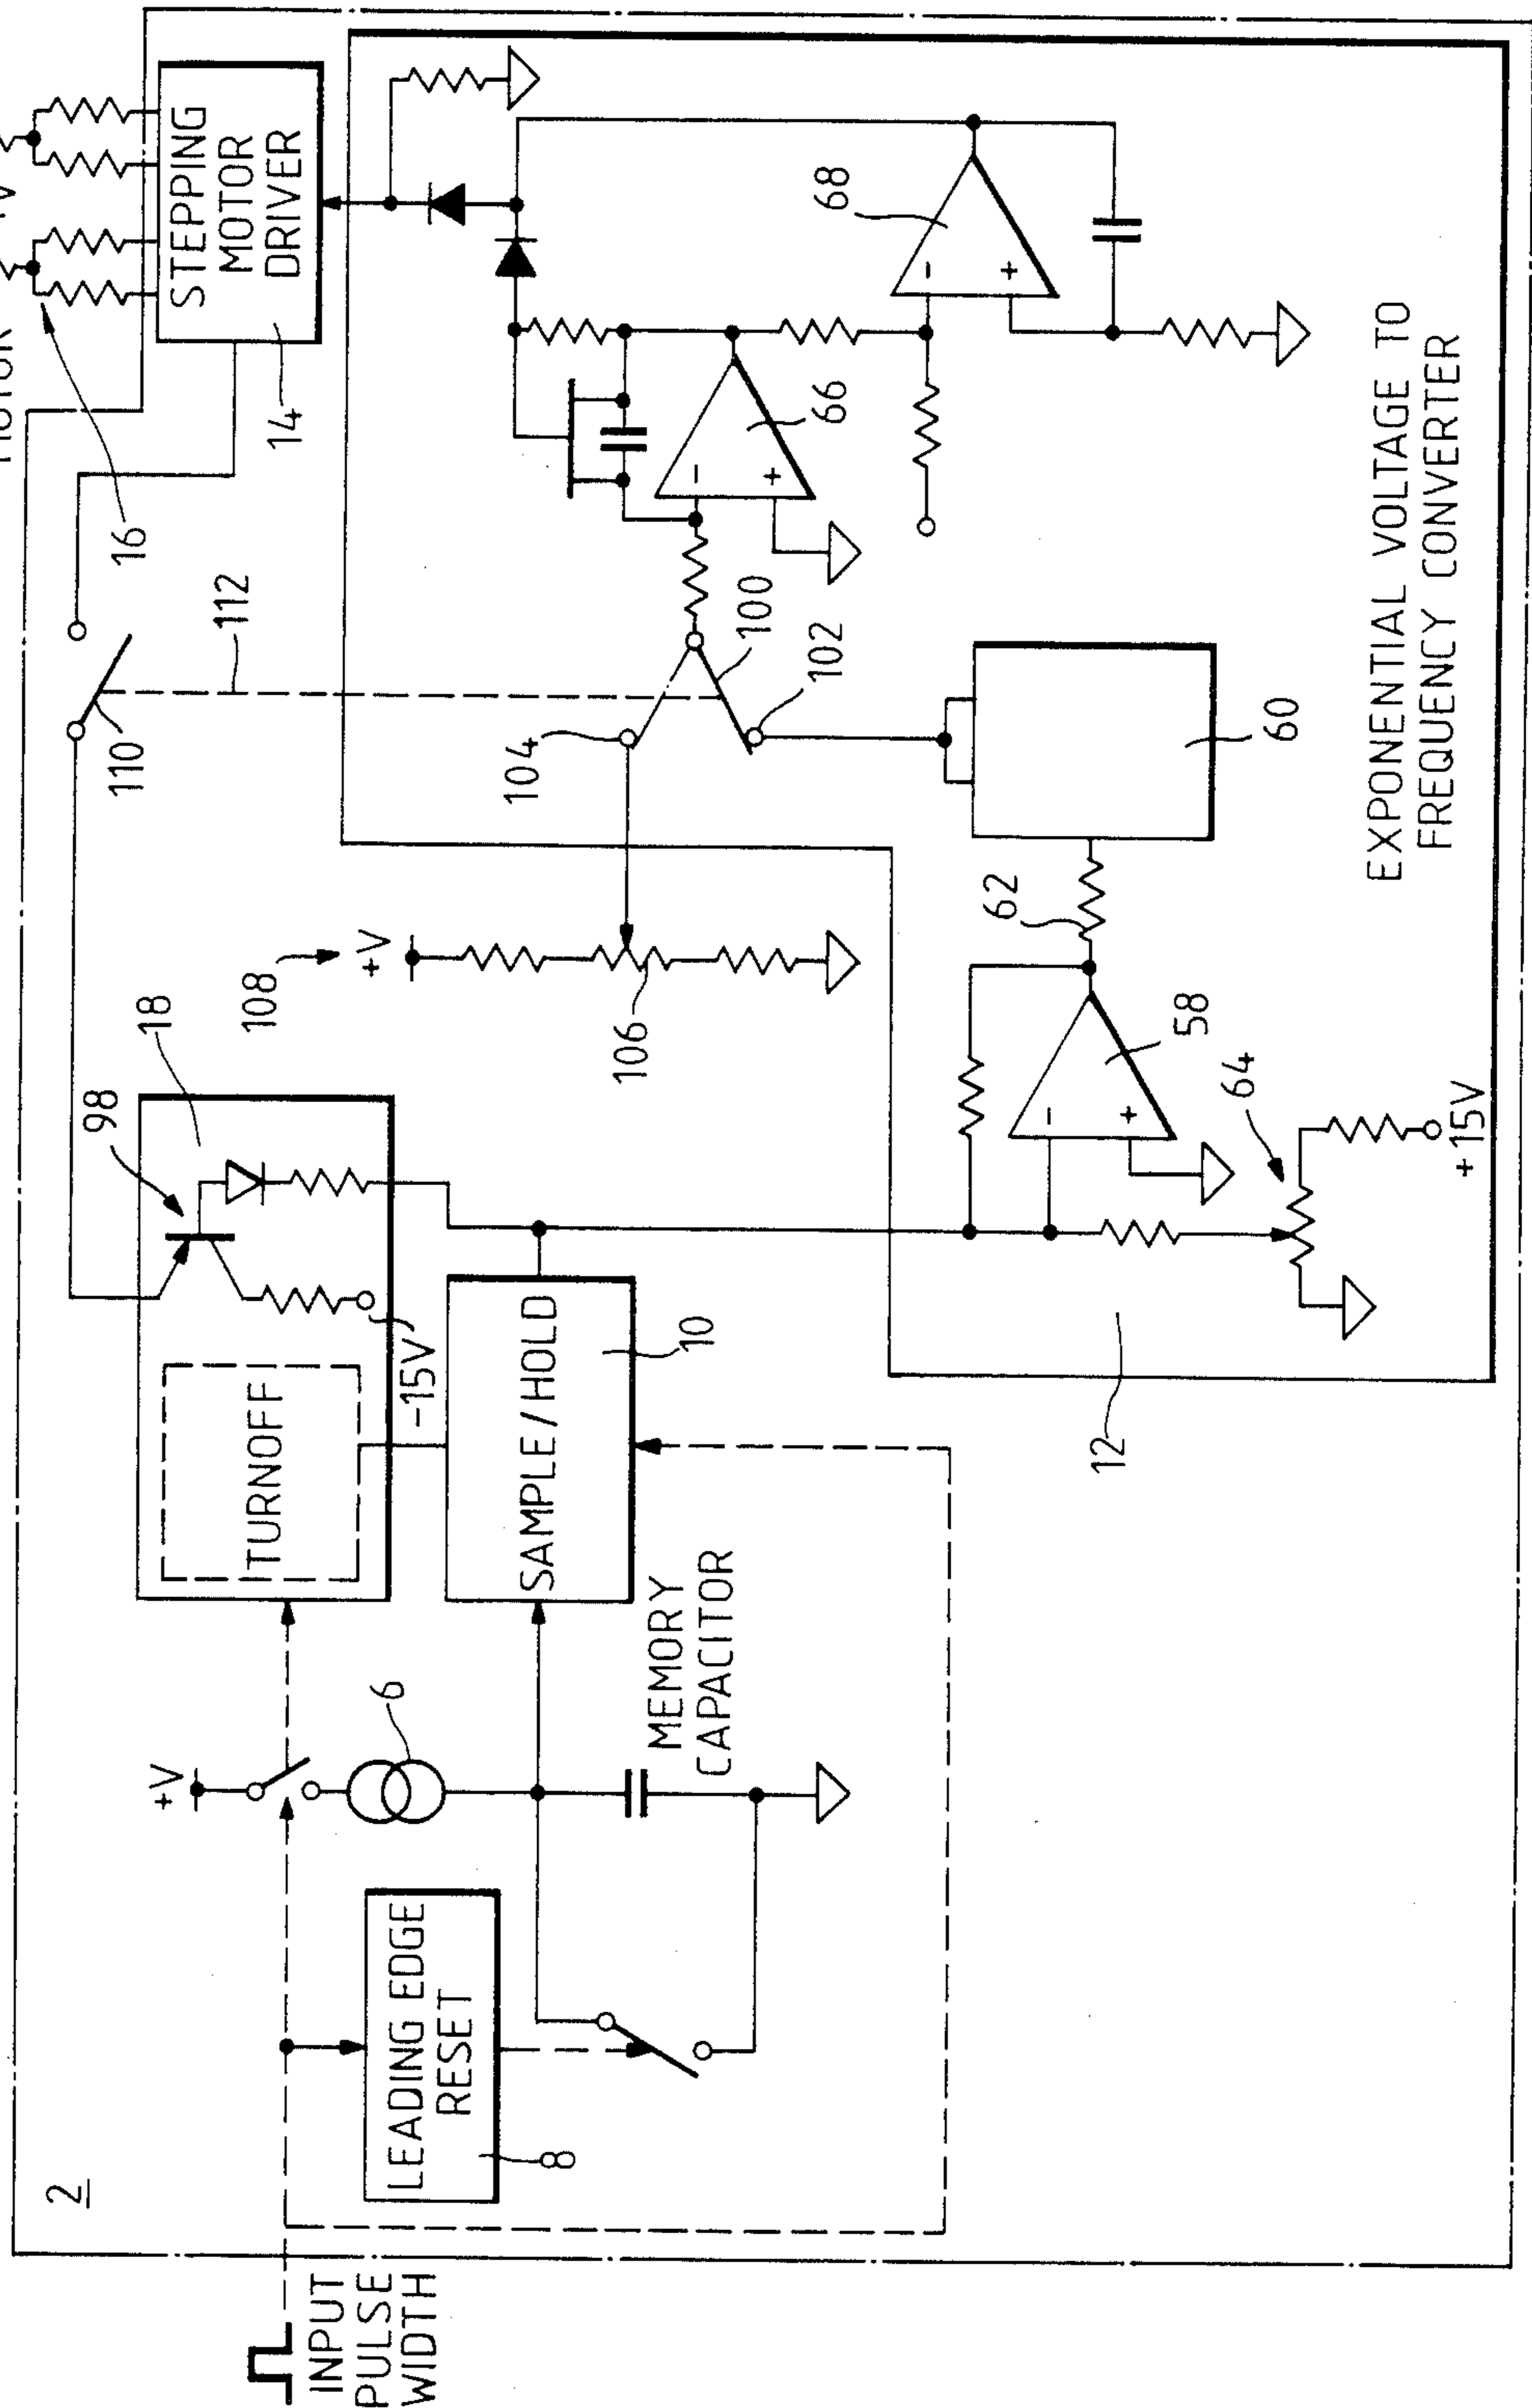 2
INPUT
PULSE
WIDTH
LEADING EDGE
RESET
8
+V
6
MEMORY
CAPACITOR
TURNOFF
-15V
98
18
SAMPLE/HOLD
10
108
+V
106
110
112
104
100
102
16
14
STEPPING
MOTOR
DRIVER
66
68
-
+
-
+
12
58
-
+
62
60
64
+15V
EXPONENTIAL VOLTAGE TO
FREQUENCY CONVERTER